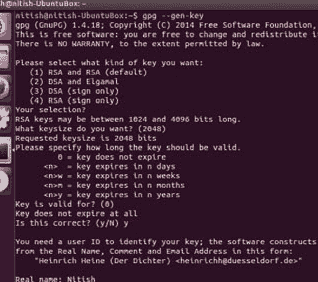 sh@nitish-UbuntuBox: ~
nitish@nitish-UbuntuBox:~$ gpg --gen-key
gpg (GnuPG) 1.4.18; Copyright (C) 2014 Free Software Foundation,
This is free software: you are free to change and redistribute i
There is NO WARRANTY, to the extent permitted by law.
Please select what kind of key you want:
(1) RSA and RSA (default)
(2) DSA and Elgamal
(3) DSA (sign only)
(4) RSA (sign only)
Your selection?
RSA keys may be between 1024 and 4096 bits long.
What keysize do you want? (2048)
Requested keysize is 2048 bits
Please specify how long the key should be valid.
0 = key does not expire
<n>  = key expires in n days
<n>w = key expires in n weeks
<n>m = key expires in n months
<n>y = key expires in n years
Key is valid for? (0)
Key does not expire at all
Is this correct? (y/N) y
You need a user ID to identify your key; the software constructs
from the Real Name, Comment and Email Address in this form:
"Heinrich Heine (Der Dichter) <heinrichh@duesseldorf.de>"
Real name: Nitish